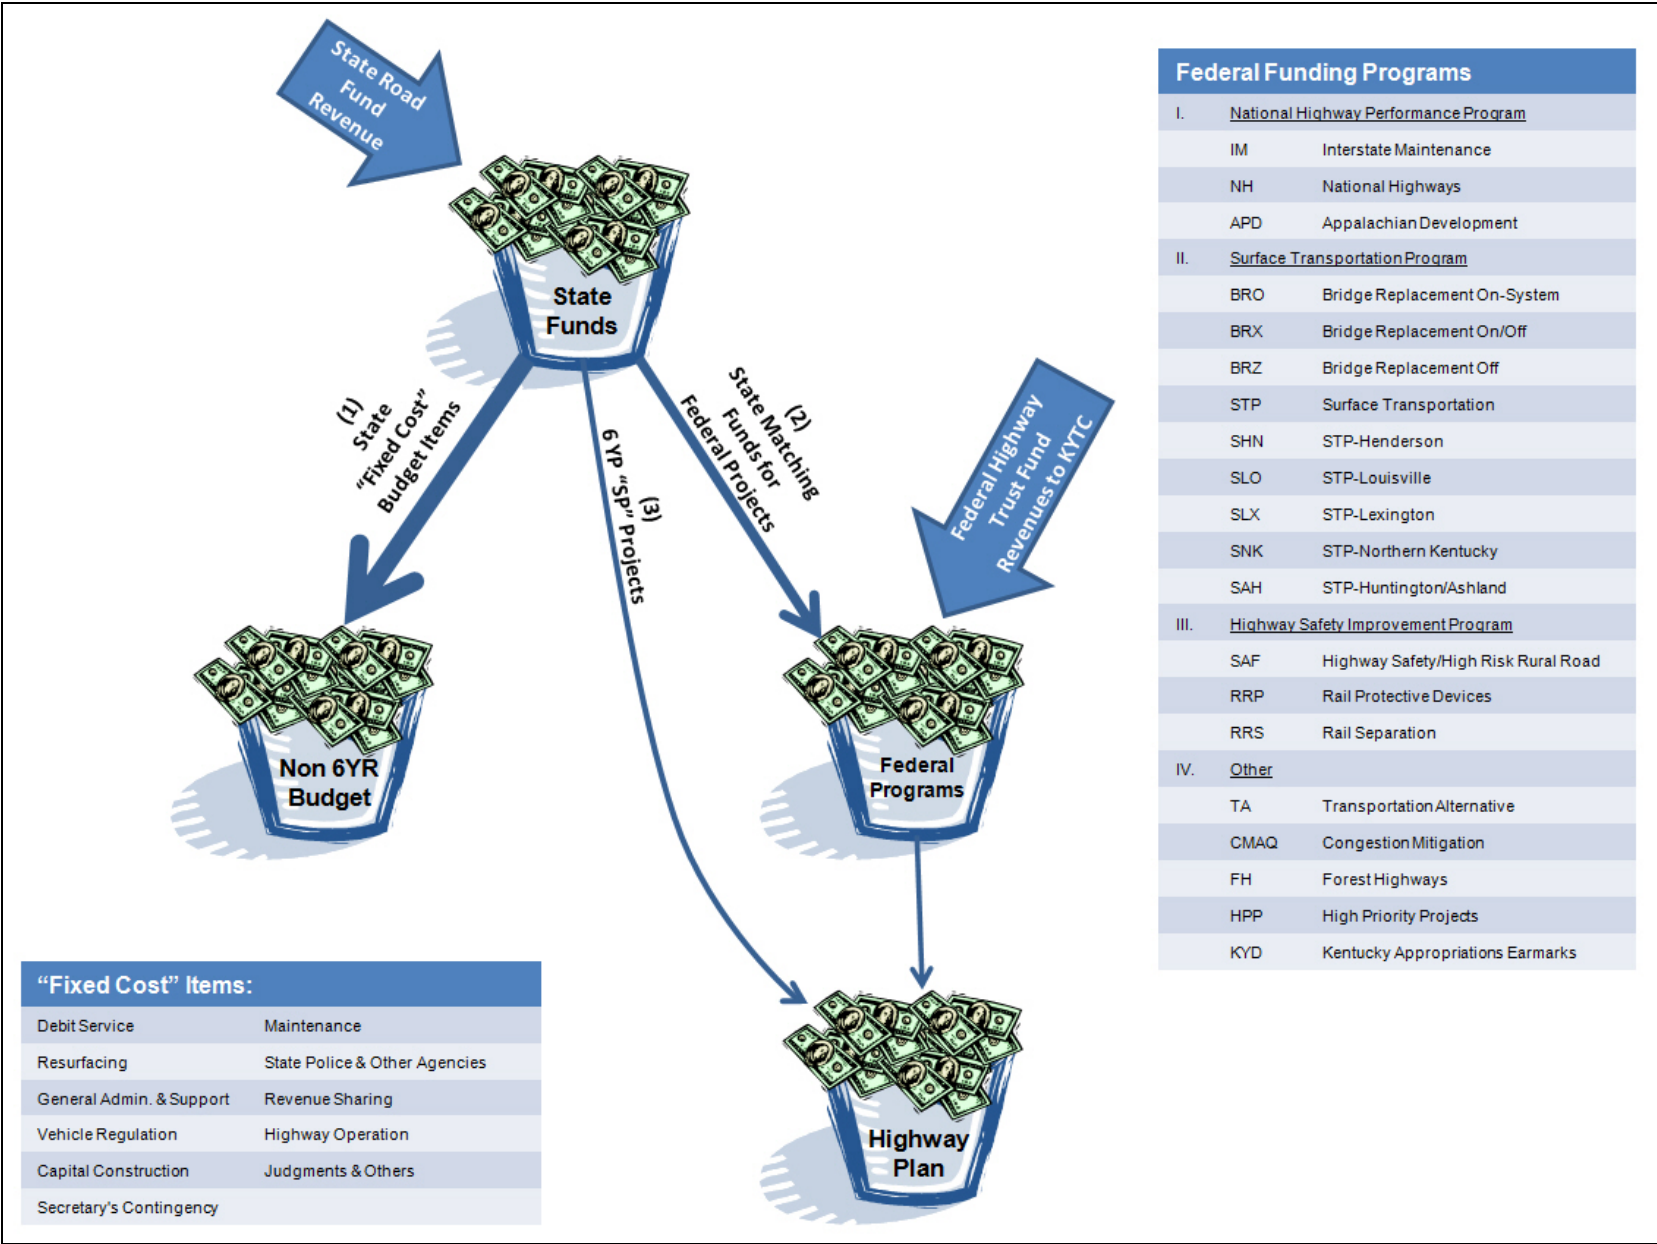 State Road
Fund
Revenue
State
Funds
(1)
State
“Fixed Cost”
Budget Items
(2)
State Matching
Funds for
Federal Projects
(3)
6 YP “SP” Projects
Federal Highway
Trust Fund
Revenues to KYTC
Non 6YR
Budget
Federal
Programs
Highway
Plan
“Fixed Cost” Items:
Debit Service Maintenance
Resurfacing State Police & Other Agencies
General Admin. & Support Revenue Sharing
Vehicle Regulation Highway Operation
Capital Construction Judgments & Others
Secretary's Contingency
Federal Funding Programs
I. National Highway Performance Program
IM Interstate Maintenance
NH National Highways
APD Appalachian Development
II. Surface Transportation Program
BRO Bridge Replacement On-System
BRX Bridge Replacement On/Off
BRZ Bridge Replacement Off
STP Surface Transportation
SHN STP-Henderson
SLO STP-Louisville
SLX STP-Lexington
SNK STP-Northern Kentucky
SAH STP-Huntington/Ashland
III. Highway Safety Improvement Program
SAF Highway Safety/High Risk Rural Road
RRP Rail Protective Devices
RRS Rail Separation
IV. Other
TA Transportation Alternative
CMAQ Congestion Mitigation
FH Forest Highways
HPP High Priority Projects
KYD Kentucky Appropriations Earmarks